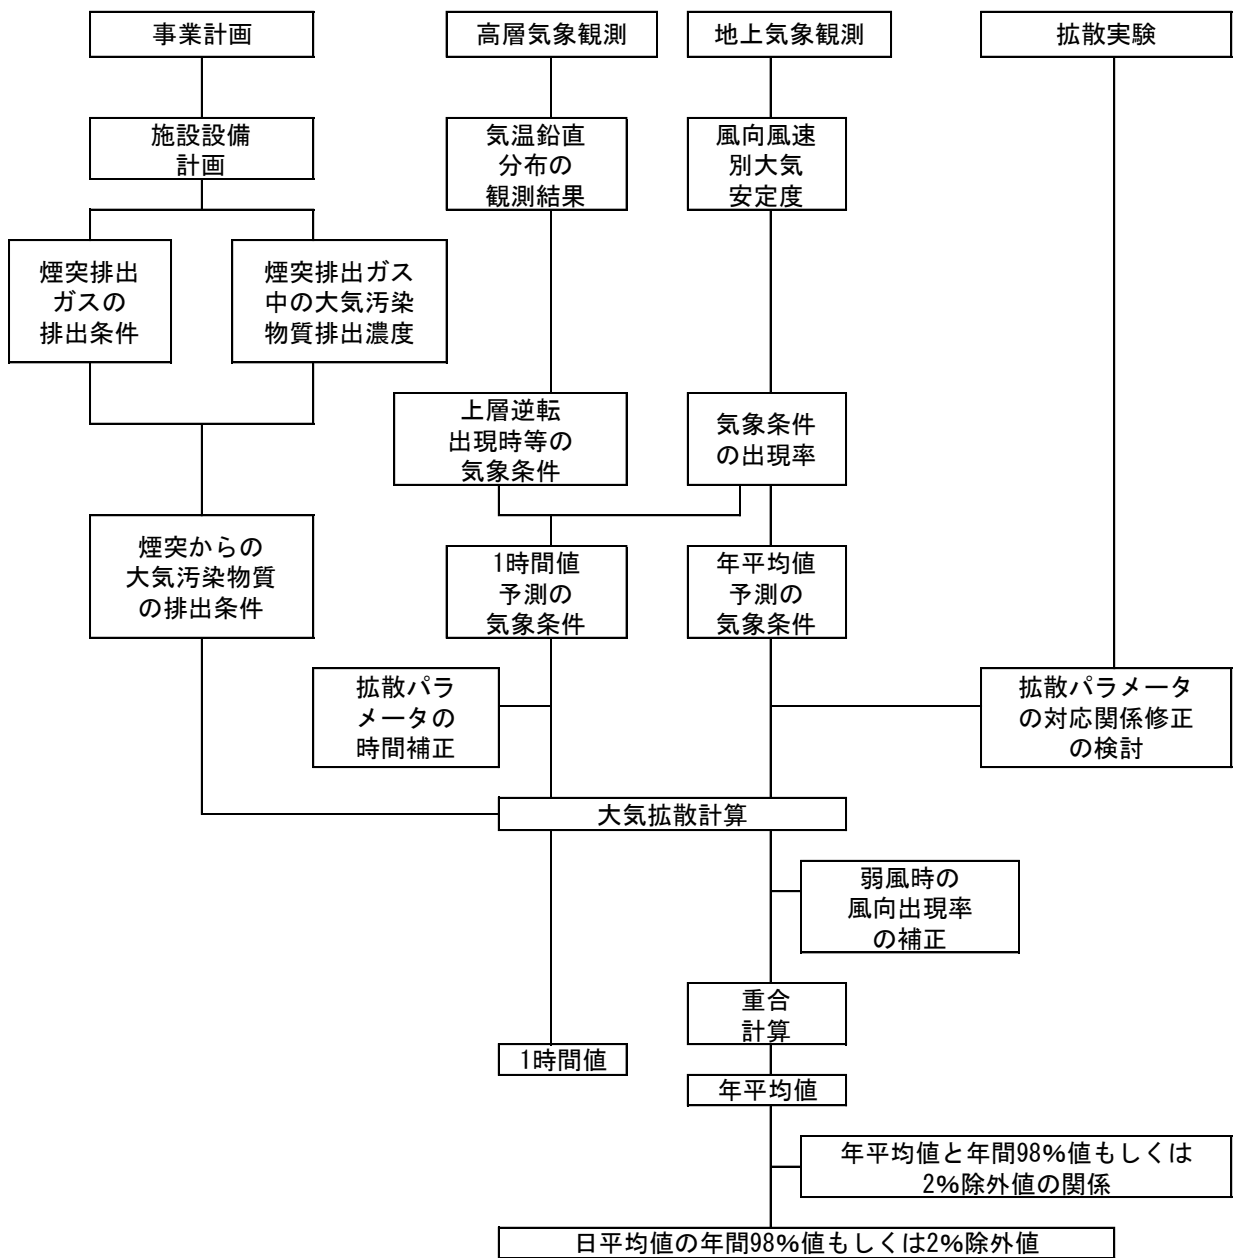 事業計画
高層気象観測
地上気象観測
拡散実験
施設設備
計画
気温鉛直
分布の
観測結果
風向風速
別大気
安定度
煙突排出
ガスの
排出条件
煙突排出ガス
中の大気汚染
物質排出濃度
上層逆転
出現時等の
気象条件
気象条件
の出現率
煙突からの
大気汚染物質
の排出条件
1時間値
予測の
気象条件
年平均値
予測の
気象条件
拡散パラ
メータの
時間補正
拡散パラメータ
の対応関係修正
の検討
大気拡散計算
弱風時の
風向出現率
の補正
重合
計算
1時間値
年平均値
年平均値と年間98%値もしくは
2%除外値の関係
日平均値の年間98%値もしくは2%除外値